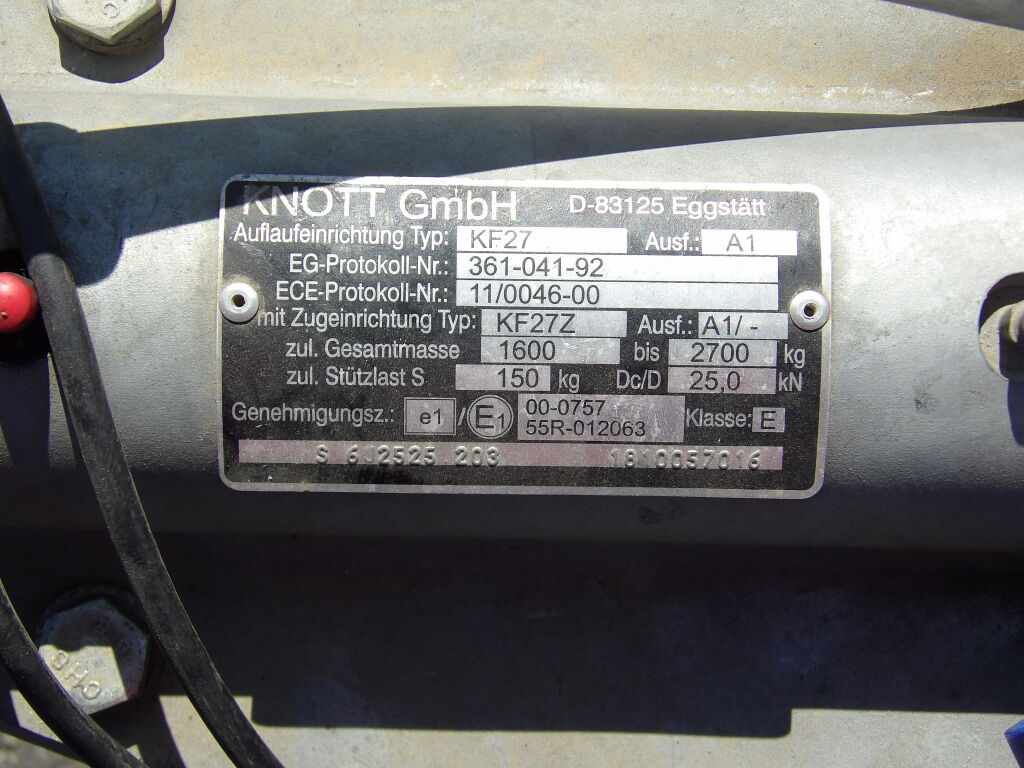 KNOTT GmbH D-83125 Eggstätt
Auflaufeinrichtung Typ: KF27 Ausf.: A1
EG-Protokoll-Nr.: 361-041-92
ECE-Protokoll-Nr.: 11/0046-00
mit Zugeinrichtung Typ: KF27Z Ausf.: A1/ -
zul. Gesamtmasse 1600 bis 2700 kg
zul. Stützlast S 150 kg Dc/D 25,0 kN
Genehmigungsz.: e1 / E1 00-0757
55R-012063 Klasse: E
S 6J2525 203 1810057016